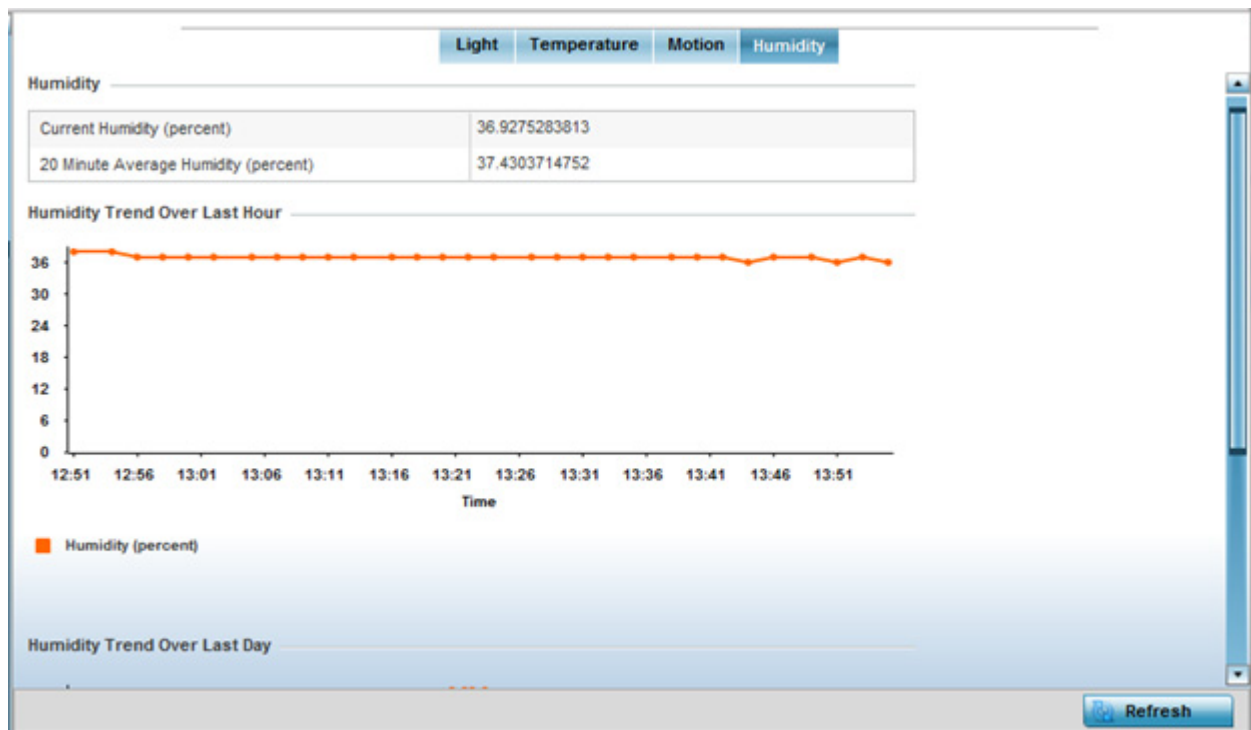 Light Temperature Motion Humidity
Humidity
Current Humidity (percent) 36.9275283813
20 Minute Average Humidity (percent) 37.4303714752
Humidity Trend Over Last Hour
36
30
24
18
12
6
0
12:51 12:56 13:01 13:06 13:11 13:16 13:21 13:26 13:31 13:36 13:41 13:46 13:51
Time
Humidity (percent)
Humidity Trend Over Last Day
Refresh